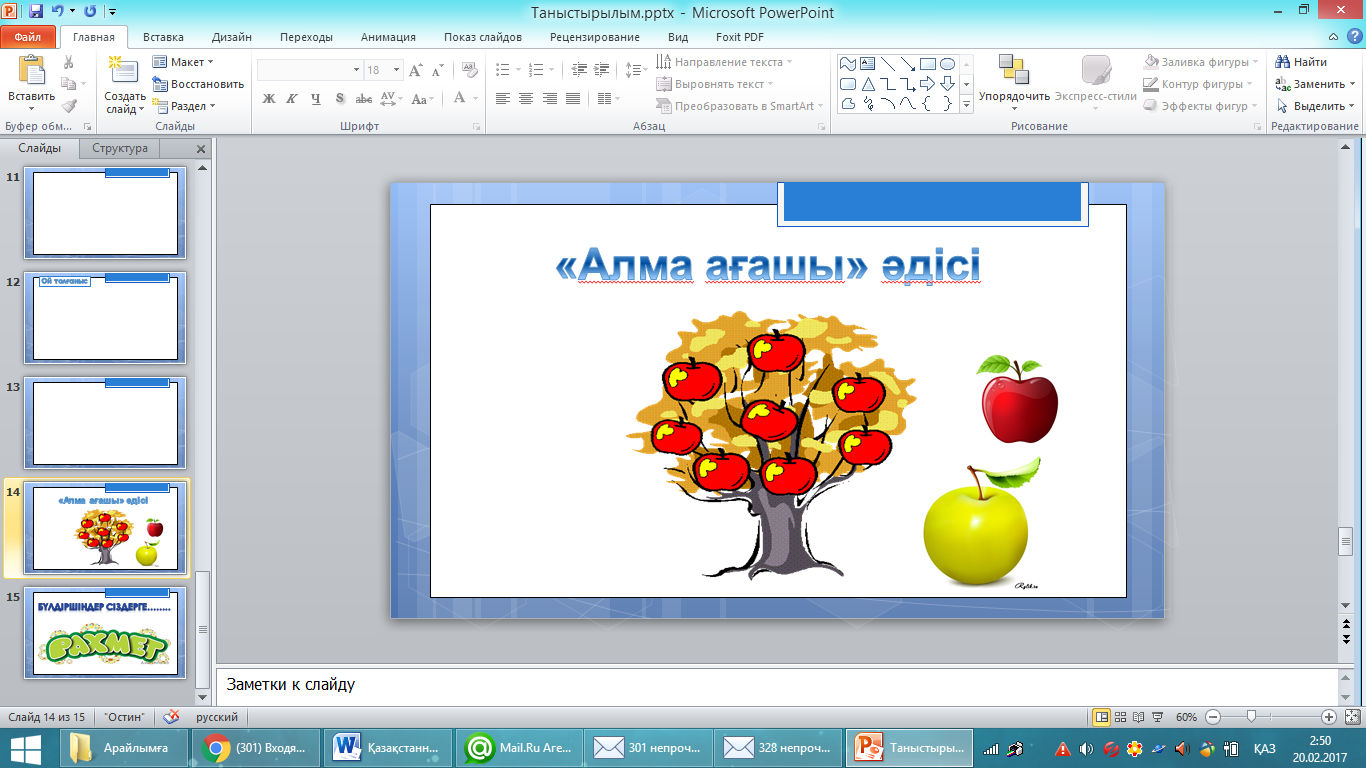 Таныстырылым.pptx - Microsoft PowerPoint
Файл Главная Вставка Дизайн Переходы Анимация Показ слайдов Рецензирование Вид Foxit PDF
Вставить
Буфер обм...
Создать слайд
Макет
Восстановить
Раздел
Слайды
18
Ж К Ч S abc AV Aa А
Шрифт
Направление текста
Выровнять текст
Преобразовать в SmartArt
Абзац
Упорядочить
Экспресс-стили
Заливка фигуры
Контур фигуры
Эффекты фигур
Рисование
Найти
Заменить
Выделить
Редактирование
Слайды Структура
11
12
Ой толғаныс
13
14
«Алма ағашы» әдісі
15
БҮЛДІРШІНДЕР СІЗДЕРГЕ........
РАХМЕТ
«Алма ағашы» әдісі
Заметки к слайду
Слайд 14 из 15 "Остин" русский 60%
Арайлымға (301) Входя... Қазақстанн... Mail.Ru Аге... 301 непроч... 328 непроч... Таныстыры... ҚАЗ 2:50
20.02.2017